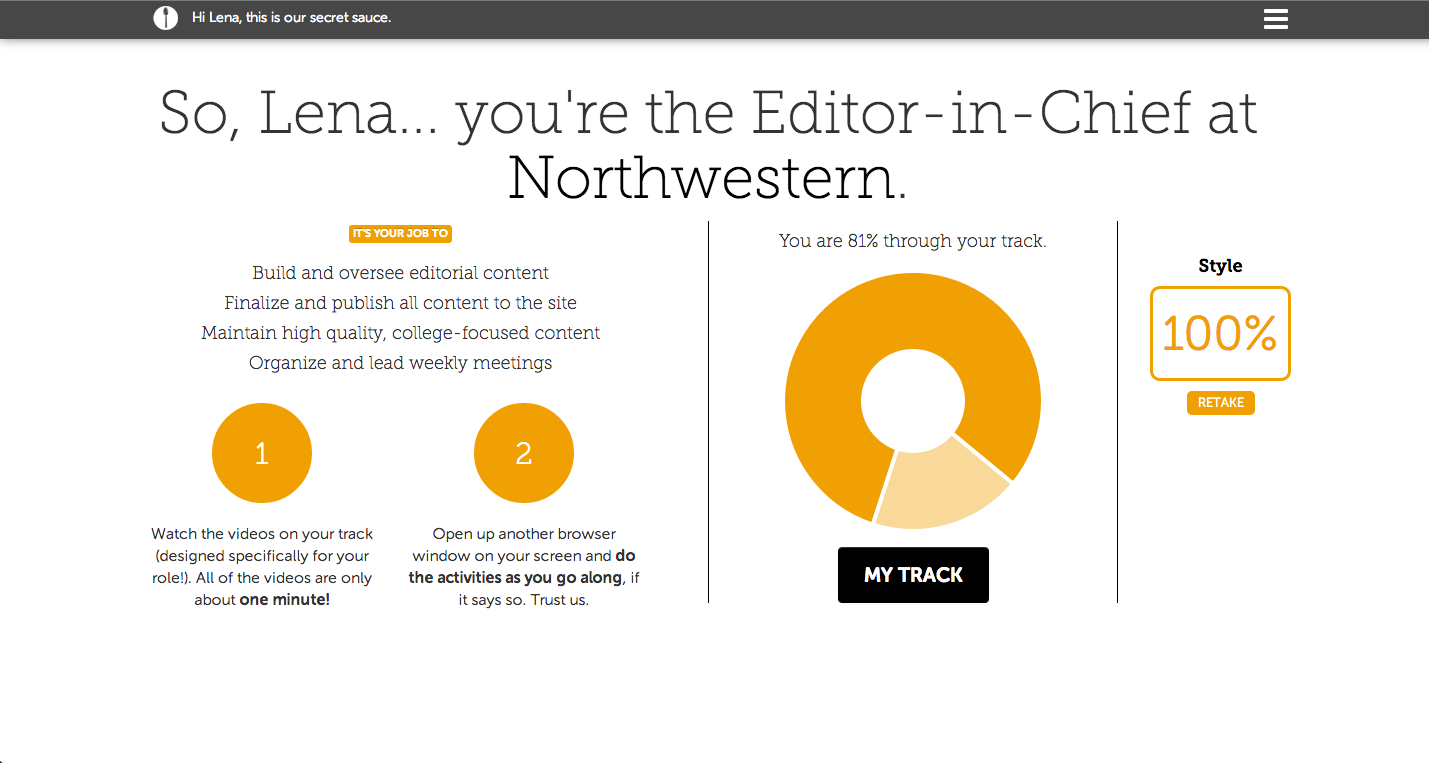 Hi Lena, this is our secret sauce.
So, Lena... you're the Editor-in-Chief at
Northwestern.
IT'S YOUR JOB TO
Build and oversee editorial content
Finalize and publish all content to the site
Maintain high quality, college-focused content
Organize and lead weekly meetings
1
Watch the videos on your track
(designed specifically for your
role!). All of the videos are only
about one minute!
2
Open up another browser
window on your screen and do
the activities as you go along, if
it says so. Trust us.
You are 81% through your track.
MY TRACK
Style
100%
RETAKE